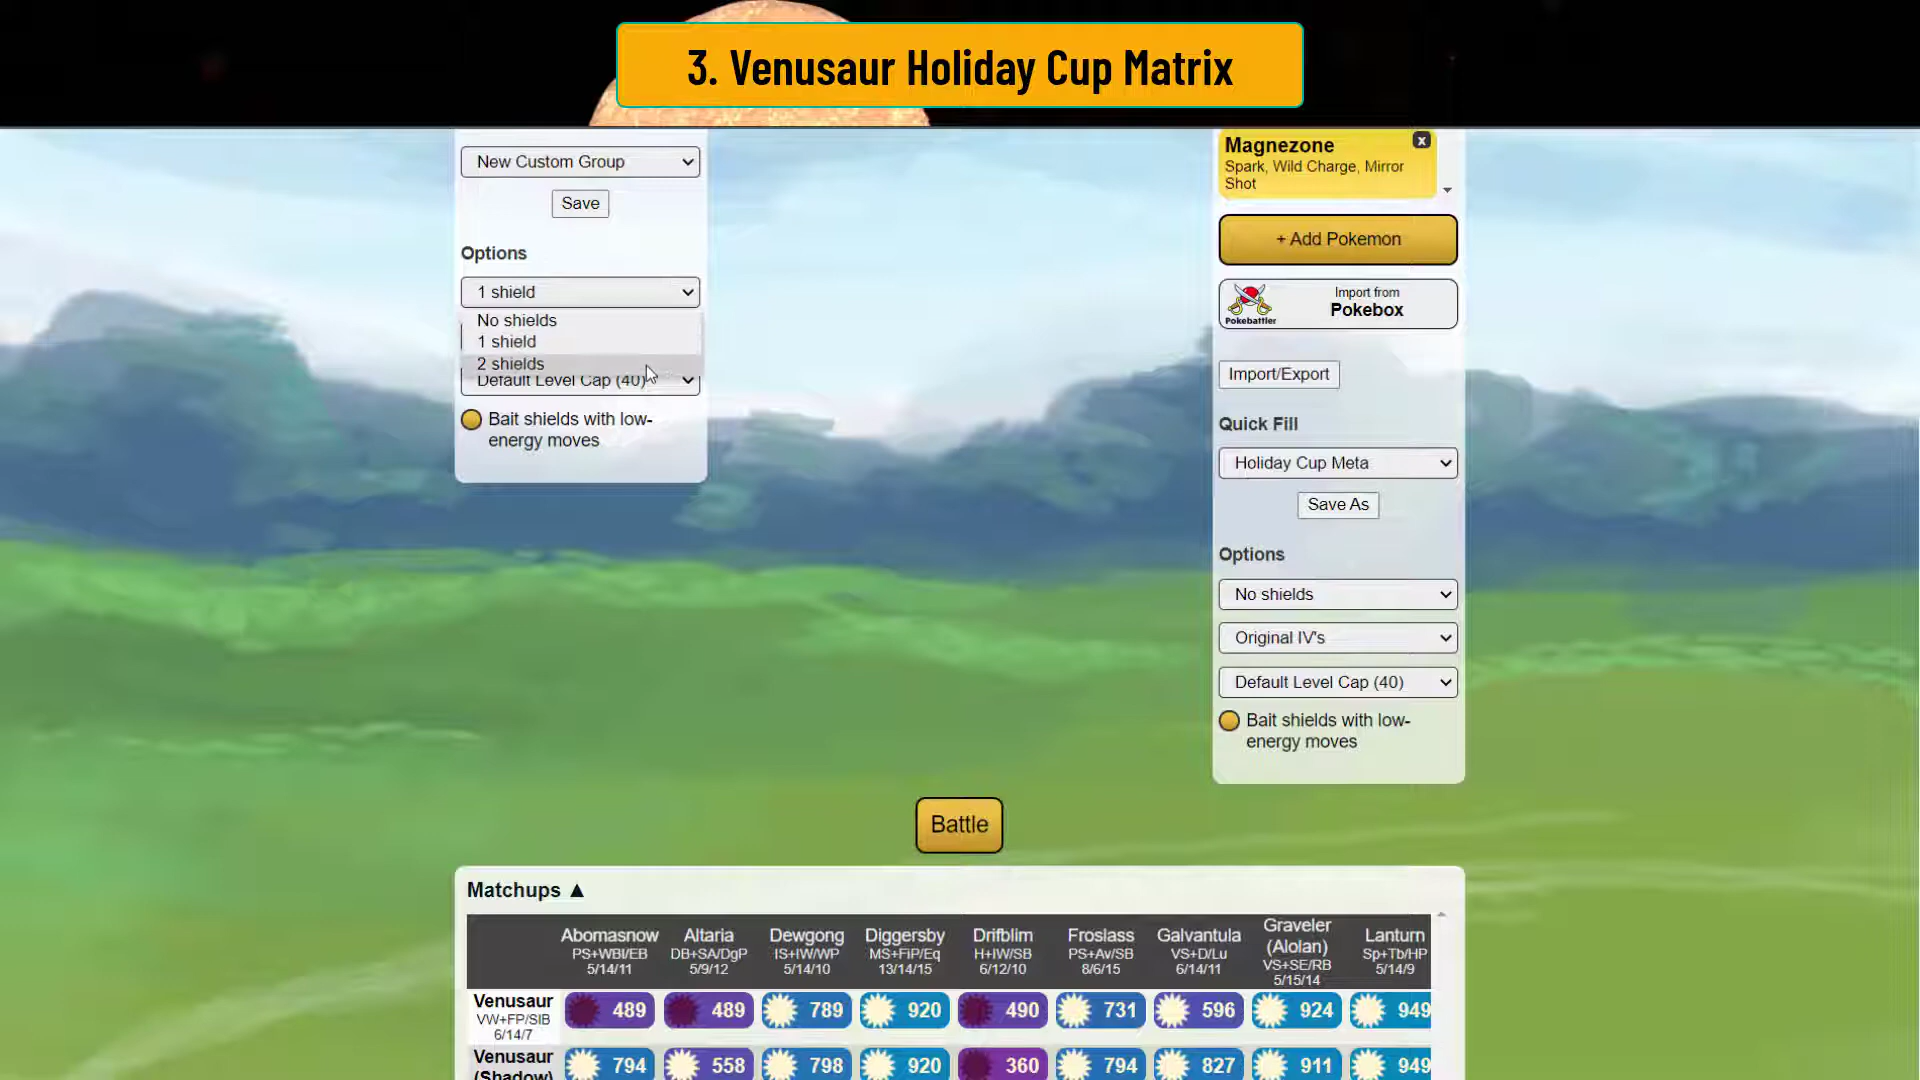 3. Venusaur Holiday Cup Matrix
New Custom Group
Save
Options
1 shield
No shields
1 shield
2 shields
Default Level Cap (40)
Bait shields with low-
energy moves
Magnezone
x
Spark, Wild Charge, Mirror
Shot
+ Add Pokemon
Pokebattler
Import from
Pokebox
Import/Export
Quick Fill
Holiday Cup Meta
Save As
Options
No shields
Original IV's
Default Level Cap (40)
Bait shields with low-
energy moves
Battle
Matchups ▲
Abomasnow Altaria Dewgong Diggersby Drifblim Froslass Galvantula Graveler (Alolan) Lanturn
PS+WBl/EB DB+SA/DgP IS+IW/WP MS+FiP/Eq H+IW/SB PS+Av/SB VS+D/Lu VS+SE/RB Sp+Tb/HP
5/14/11 5/9/12 5/14/10 13/14/15 6/12/10 8/6/15 6/14/11 5/15/14 5/14/9
Venusaur 489 489 789 920 490 731 596 924 949
VW+FP/SlB
6/14/7
Venusaur 794 558 798 920 360 794 827 911 949
(Shadow)